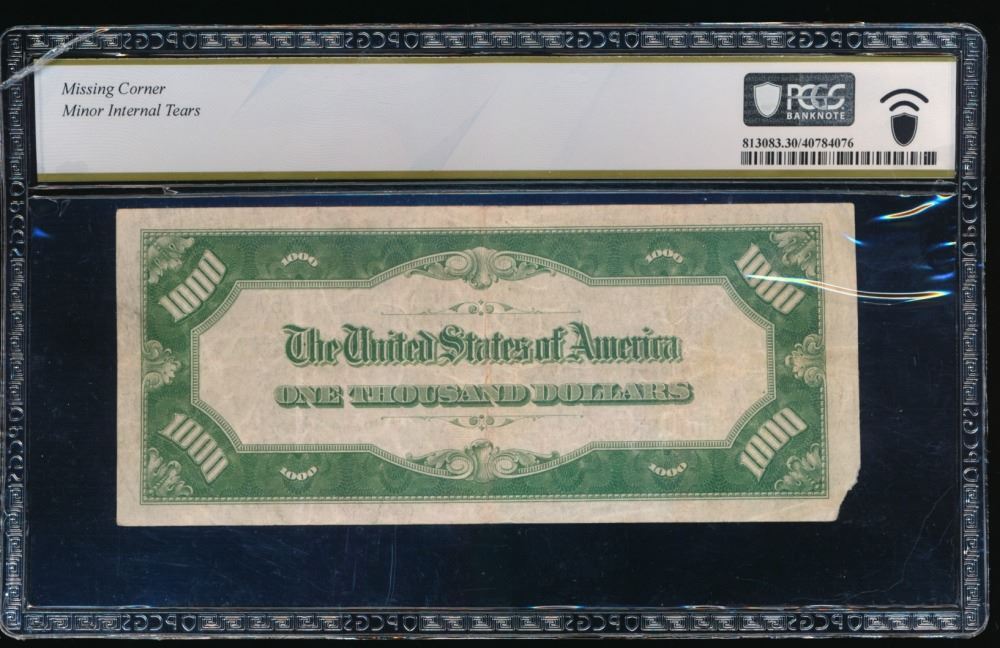 Missing Corner
Minor Internal Tears
PCGS
BANKNOTE
813083.30/40784076
1000 1000 1000 1000
The United States of America
ONE THOUSAND DOLLARS
1000 1000 1000 1000